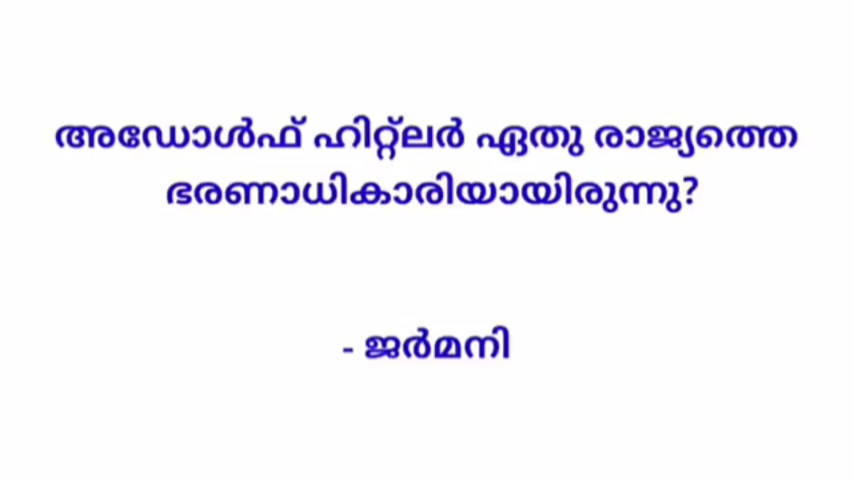 അഡോൾഫ് ഹിറ്റ്ലർ ഏതു രാജ്യത്തെ
ഭരണാധികാരിയായിരുന്നു?
- ജർമനി